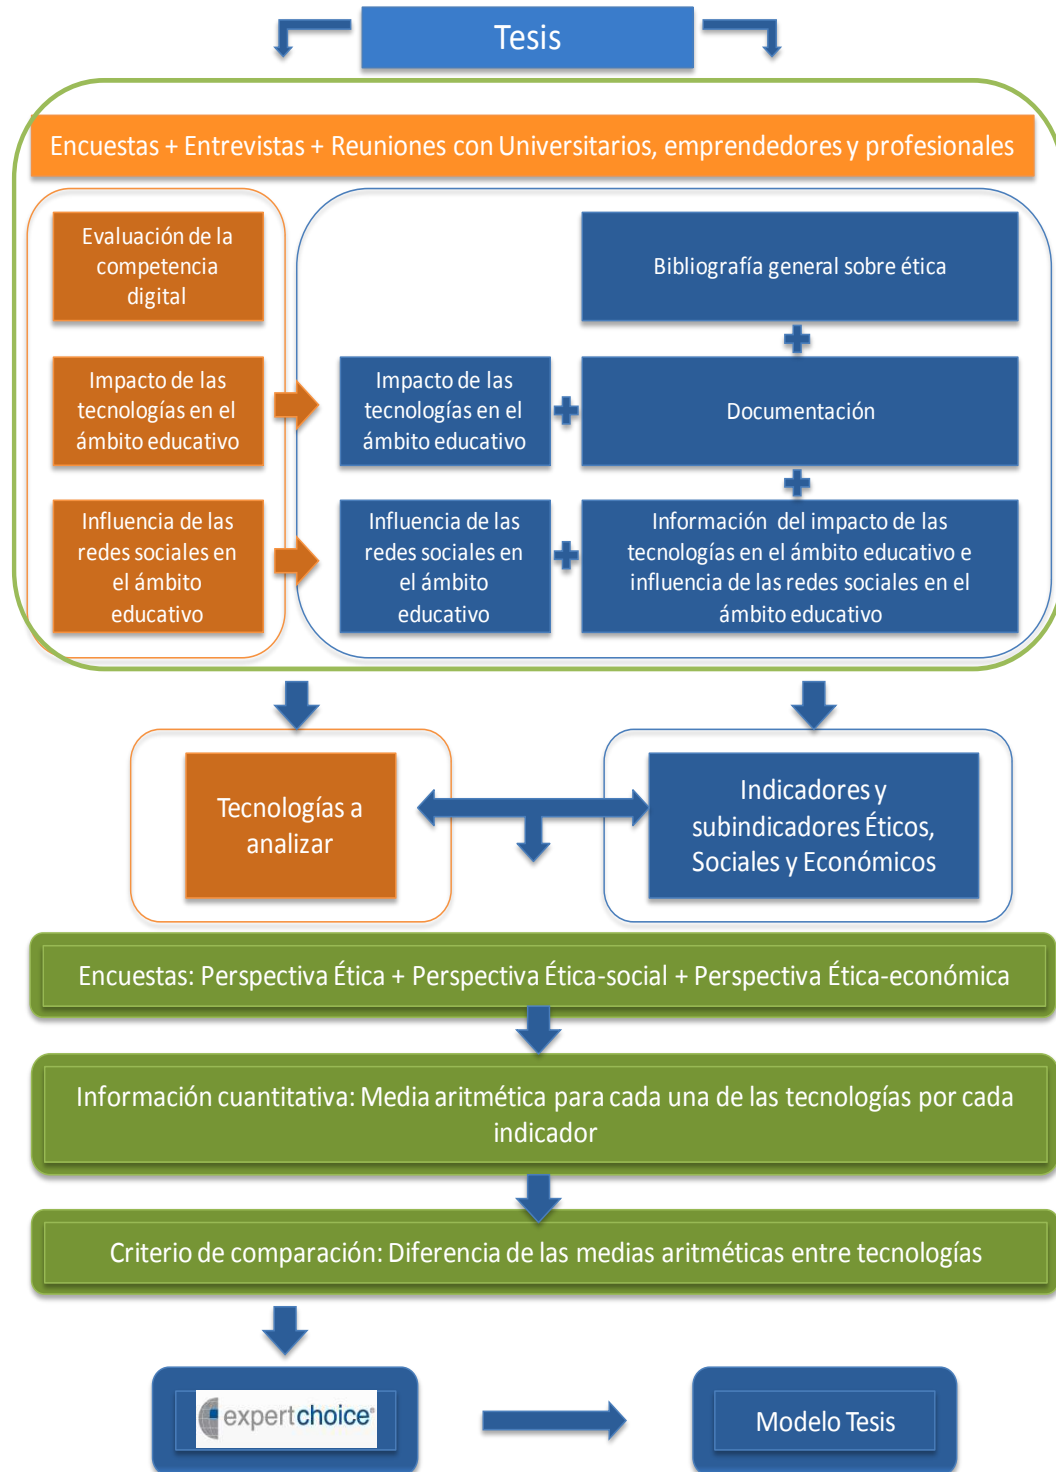 Tesis
Encuestas + Entrevistas + Reuniones con Universitarios, emprendedores y profesionales
Evaluación de la
competencia
digital
Bibliografía general sobre ética
Impacto de las
tecnologías en el
ámbito educativo
Impacto de las
tecnologías en el
ámbito educativo
Documentación
Influencia de las
redes sociales en
el ámbito
educativo
Influencia de las
redes sociales en
el ámbito
educativo
Información del impacto de las
tecnologías en el ámbito educativo e
influencia de las redes sociales en el
ámbito educativo
Tecnologías a
analizar
Indicadores y
subindicadores Éticos,
Sociales y Económicos
Encuestas: Perspectiva Ética + Perspectiva Ética-social + Perspectiva Ética-económica
Información cuantitativa: Media aritmética para cada una de las tecnologías por cada
indicador
Criterio de comparación: Diferencia de las medias aritméticas entre tecnologías
expertchoice®
Modelo Tesis